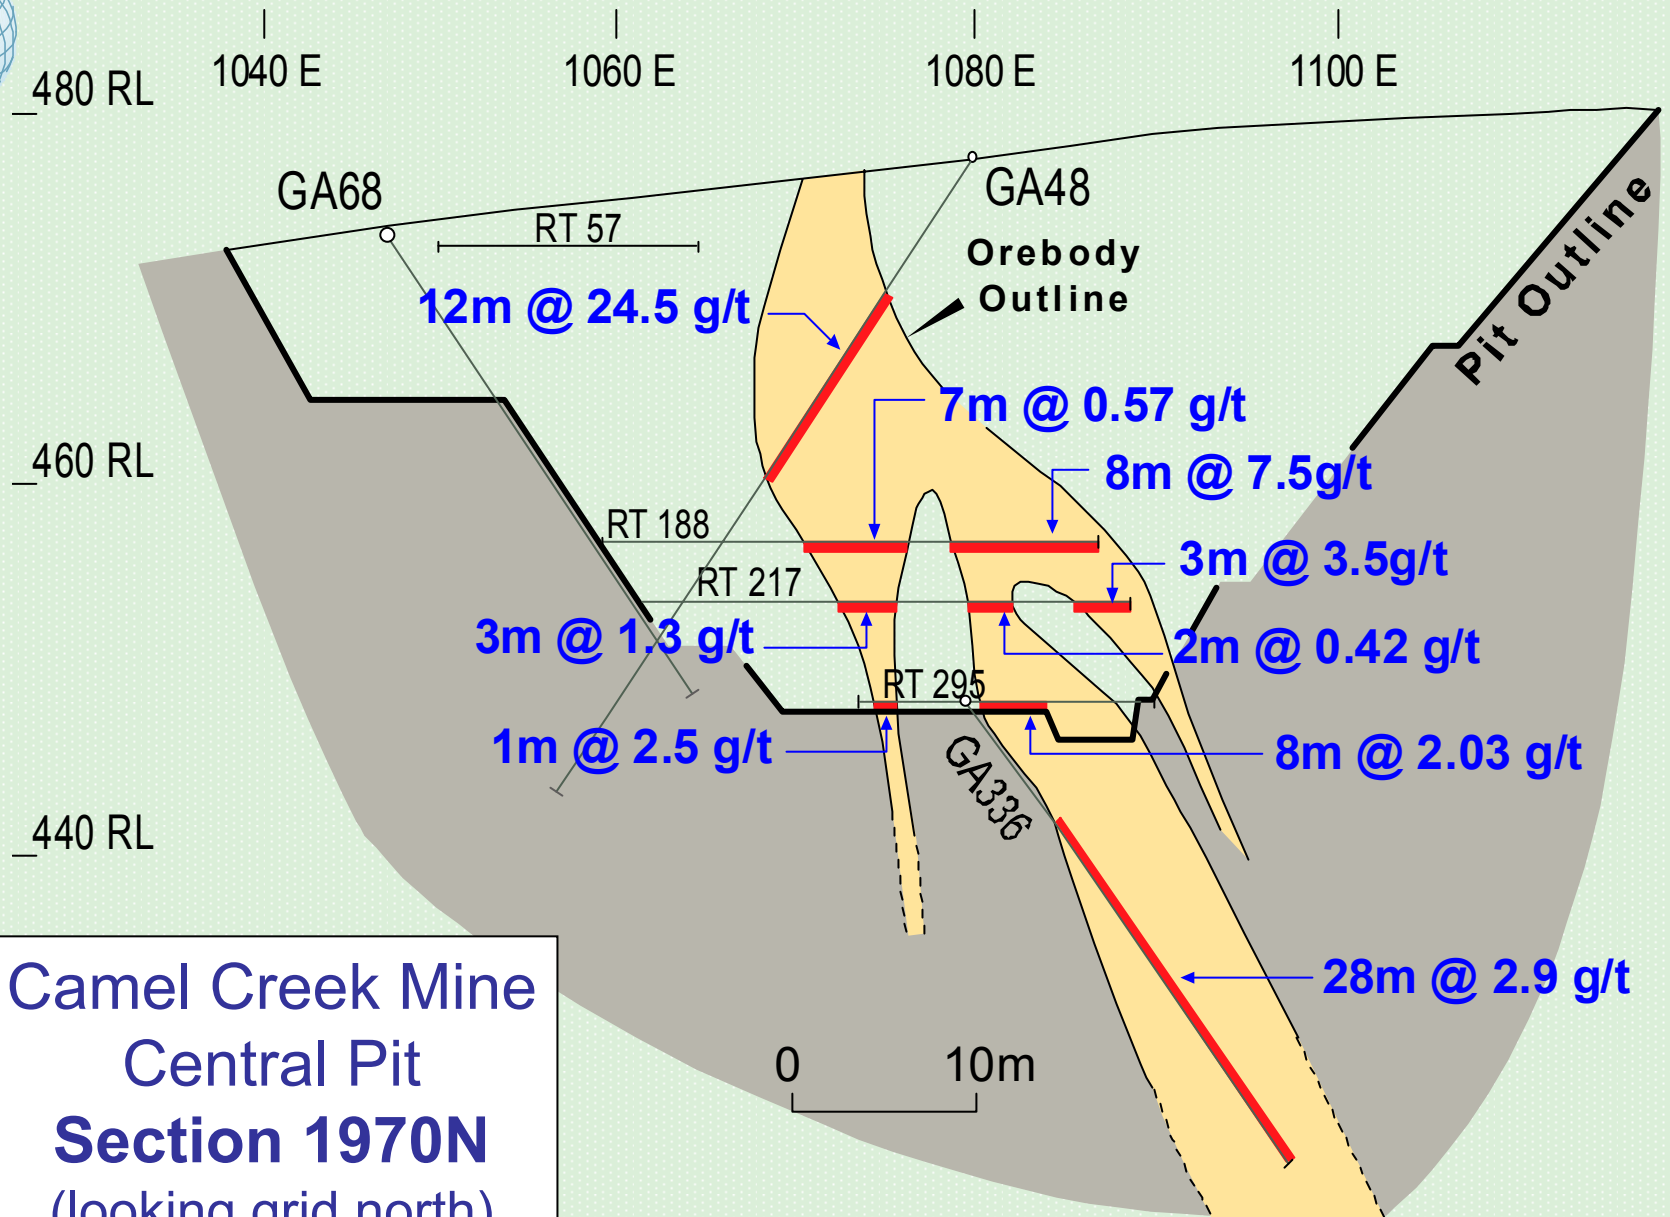 1040 E
1060 E
1080 E
1100 E
_480 RL
GA68
GA48
RT 57
Orebody
Outline
12m @ 24.5 g/t
Pit Outline
7m @ 0.57 g/t
_460 RL
8m @ 7.5g/t
RT 188
3m @ 3.5g/t
RT 217
3m @ 1.3 g/t
2m @ 0.42 g/t
RT 295
1m @ 2.5 g/t
8m @ 2.03 g/t
GA336
_440 RL
28m @ 2.9 g/t
Camel Creek Mine
Central Pit
Section 1970N
(looking grid north)
0
10m